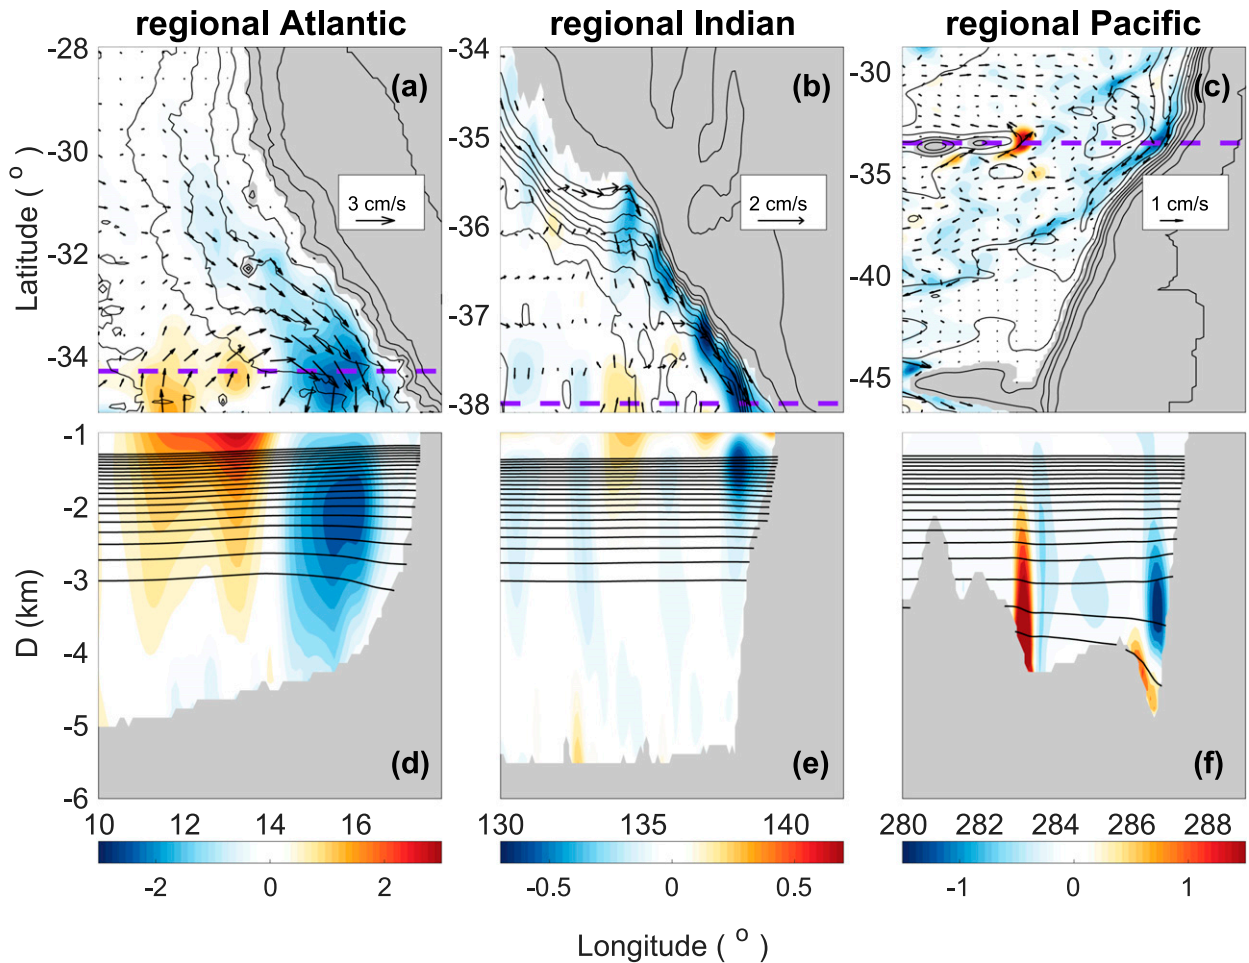 regional Atlantic
regional Indian
regional Pacific
-28
-30
-32
-34
Latitude ( º )
(a)
3 cm/s
-34
-35
-36
-37
-38
(b)
2 cm/s
-30
-35
-40
-45
(c)
1 cm/s
-1
-2
-3
-4
-5
-6
D (km)
(d)
(e)
(f)
10
12
14
16
130
135
140
280
282
284
286
288
-2
0
2
-0.5
0
0.5
-1
0
1
Longitude ( º )